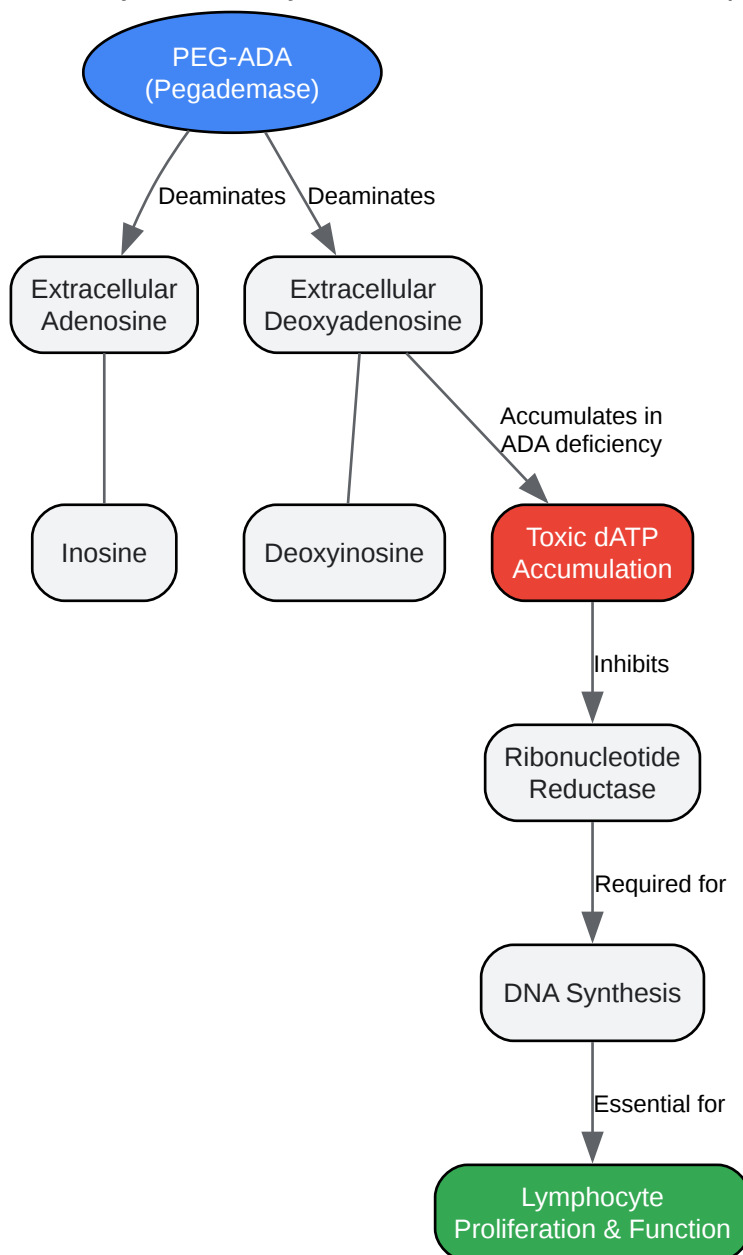 PEG-ADA
(Pegademase)
Deaminates
Deaminates
Extracellular
Adenosine
Extracellular
Deoxyadenosine
Accumulates in
ADA deficiency
Inosine
Deoxyinosine
Toxic dATP
Accumulation
Inhibits
Ribonucleotide
Reductase
Required for
DNA Synthesis
Essential for
Lymphocyte
Proliferation & Function